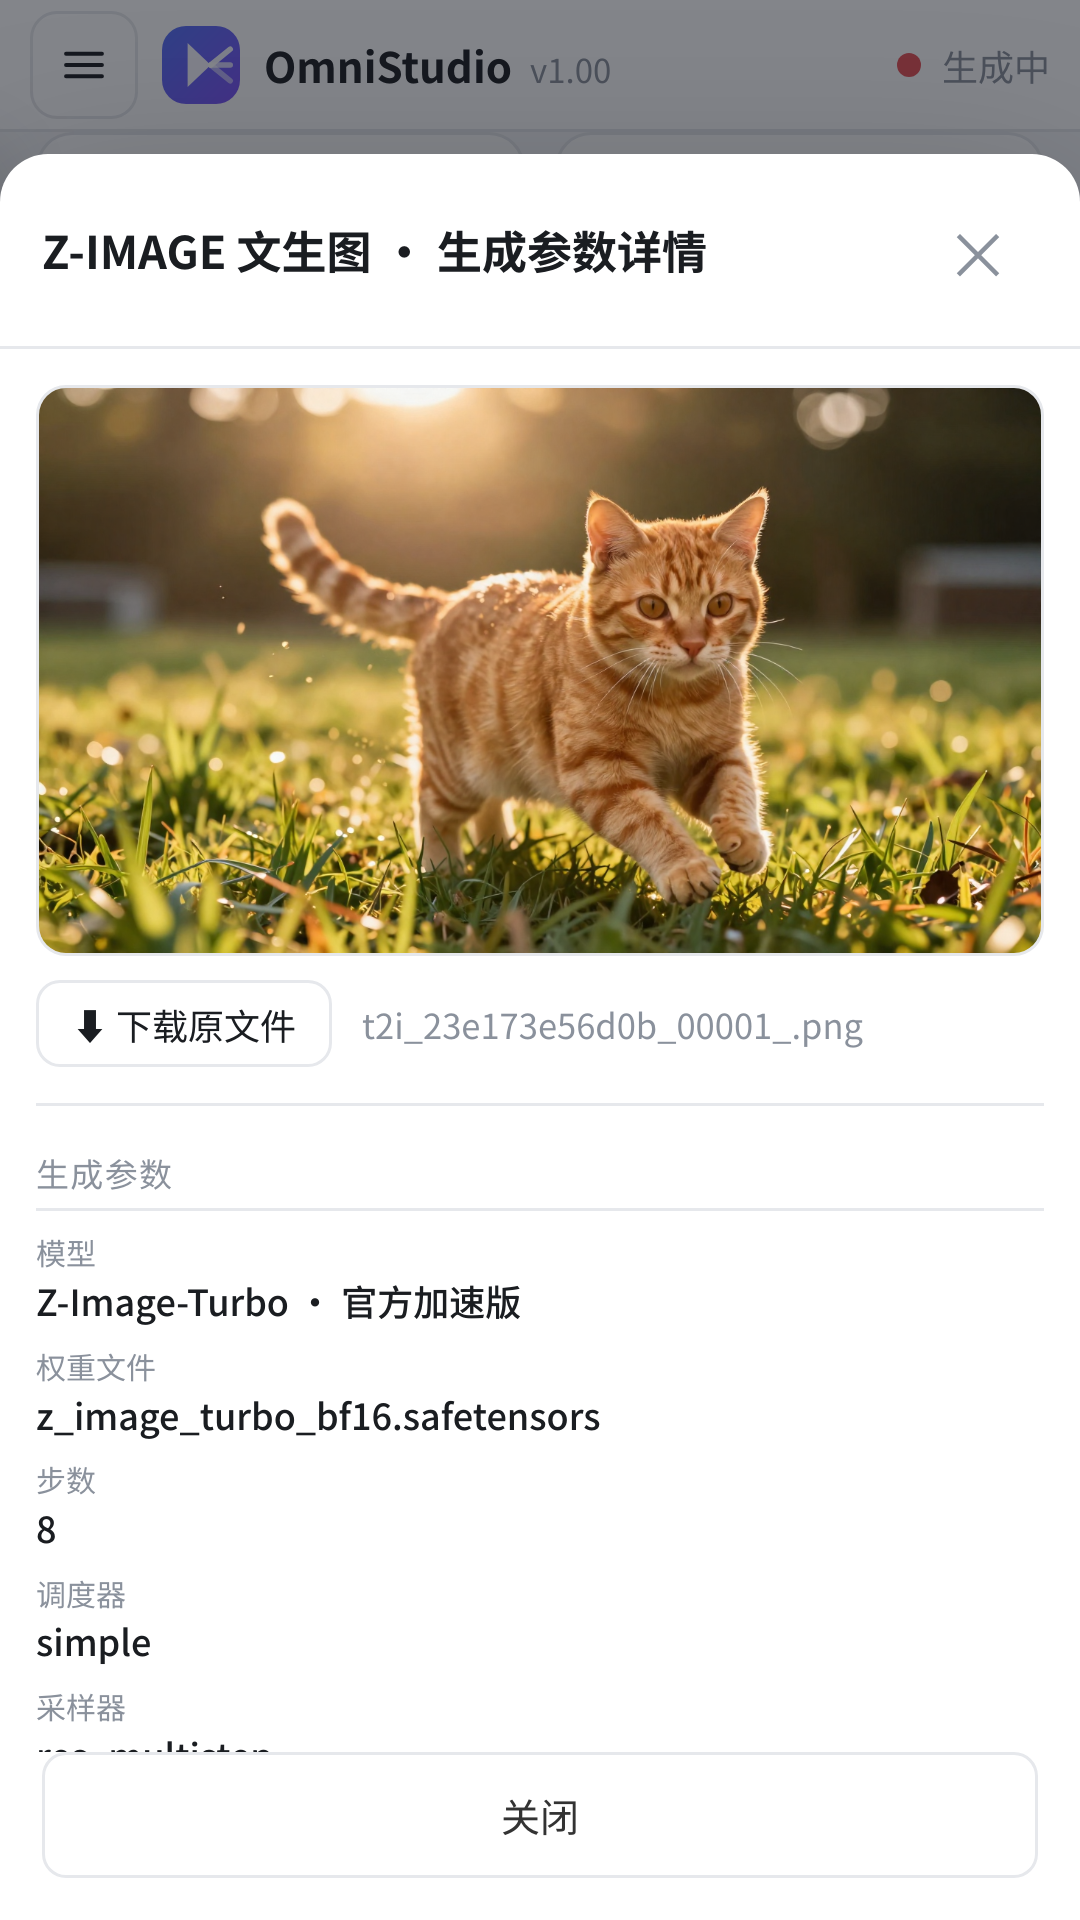 OmniStudio v1.00
生成中
Z-IMAGE 文生图 · 生成参数详情
下载原文件
t2i_23e173e56d0b_00001_.png
生成参数
模型
Z-Image-Turbo · 官方加速版
权重文件
z_image_turbo_bf16.safetensors
步数
8
调度器
simple
采样器
res_multistep
关闭